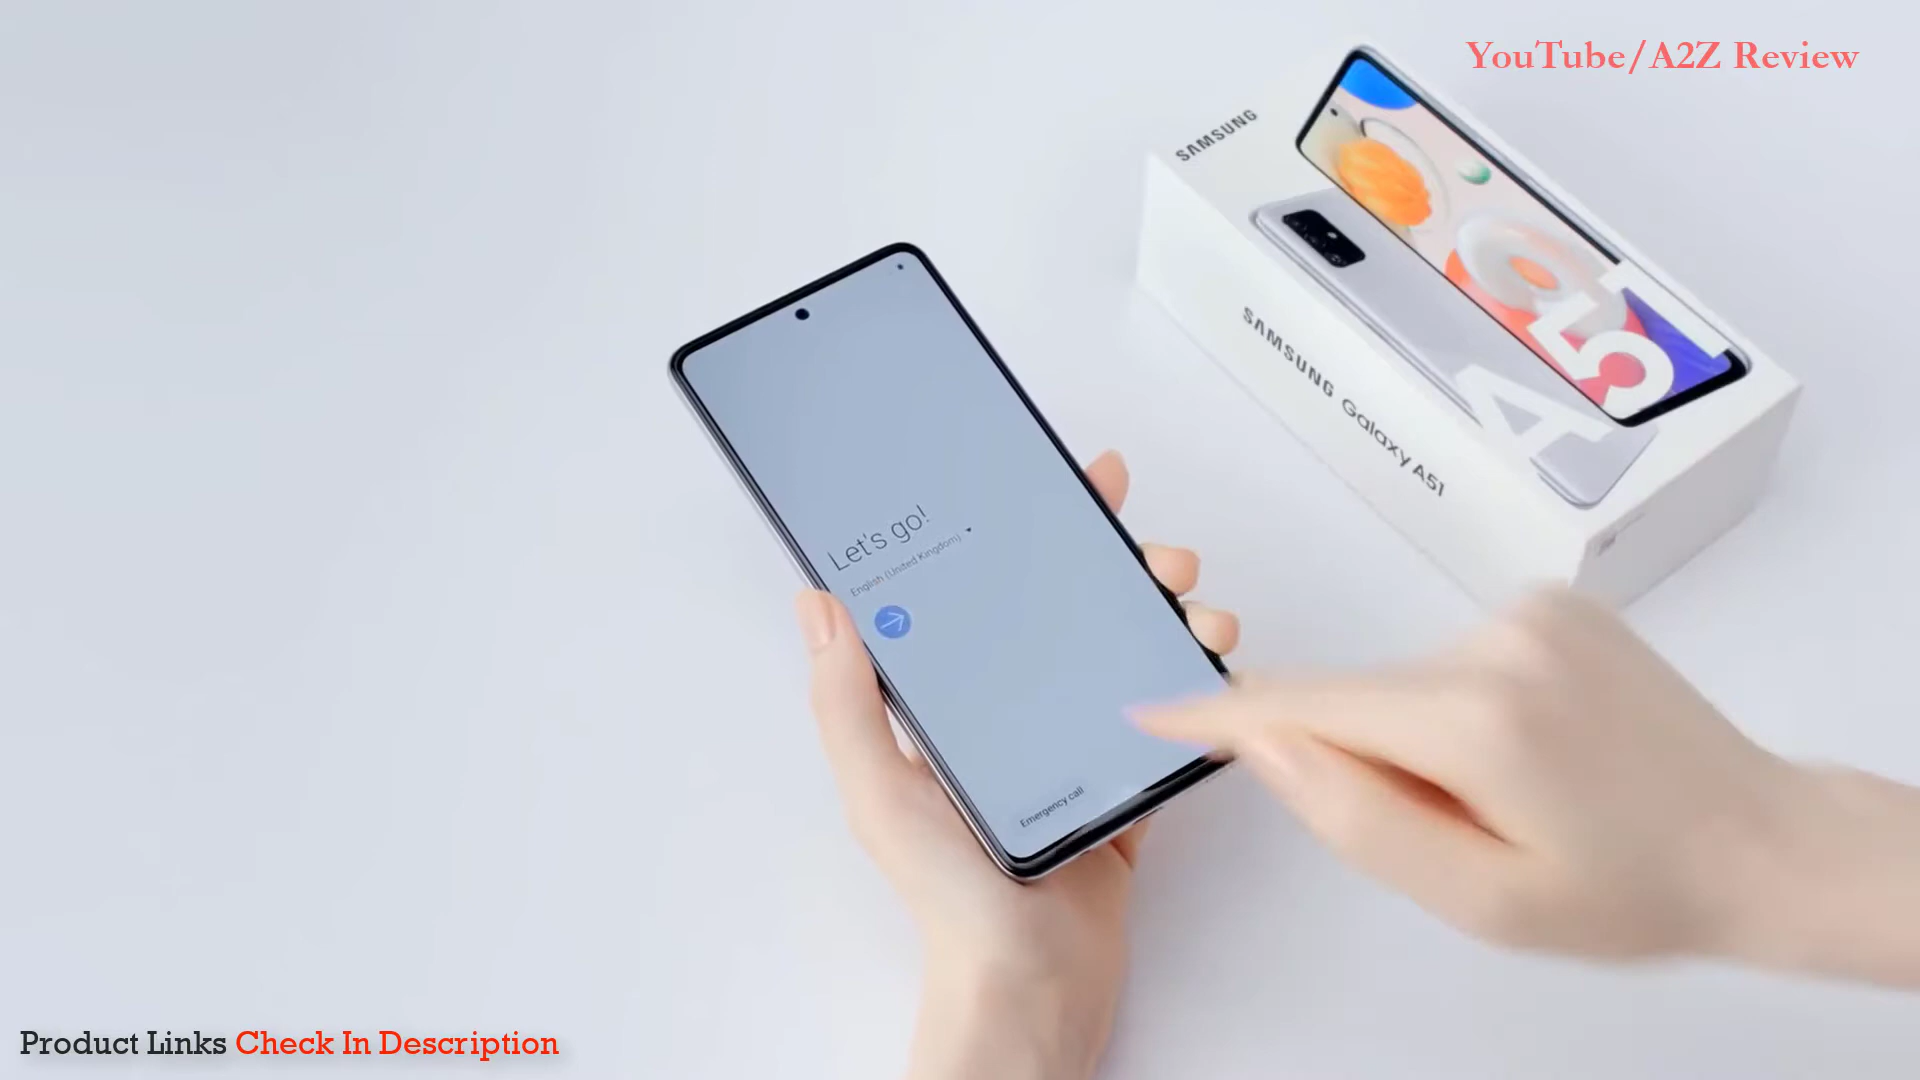 YouTube/A2Z Review
SAMSUNG
A51
SAMSUNG Galaxy A51
Let's go!
English (United Kingdom)
Emergency call
Product Links Check In Description